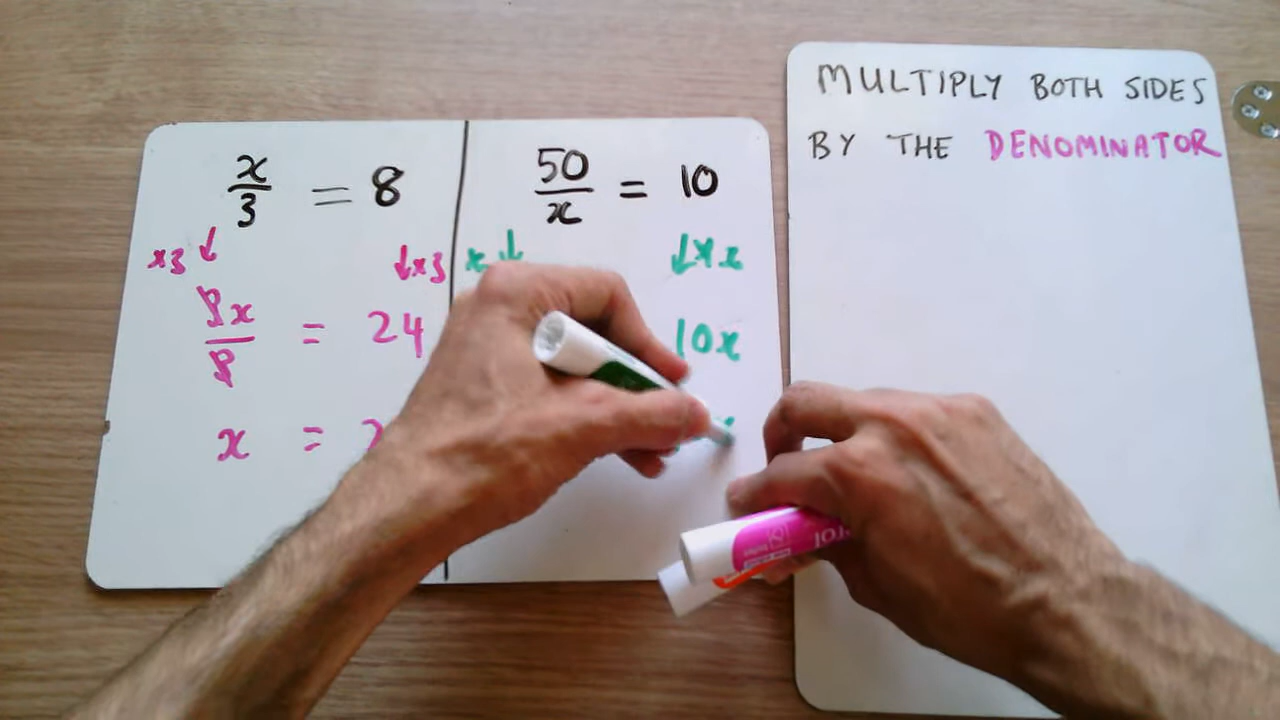 x/3 = 8
×3 ↓ ↓×3
3x/3 = 24
x =
50/x = 10
↓ ↓×x
10x
MULTIPLY BOTH SIDES
BY THE DENOMINATOR